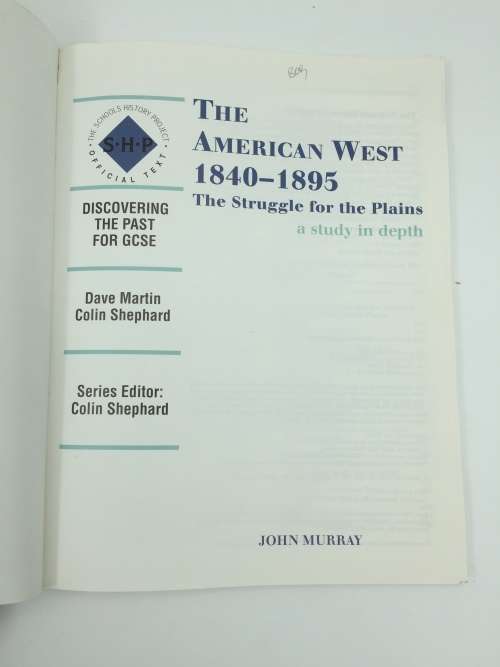 THE
AMERICAN WEST
1840–1895
The Struggle for the Plains
a study in depth
THE SCHOOLS HISTORY PROJECT
S·H·P
OFFICIAL TEXT
DISCOVERING
THE PAST
FOR GCSE
Dave Martin
Colin Shephard
Series Editor:
Colin Shephard
JOHN MURRAY